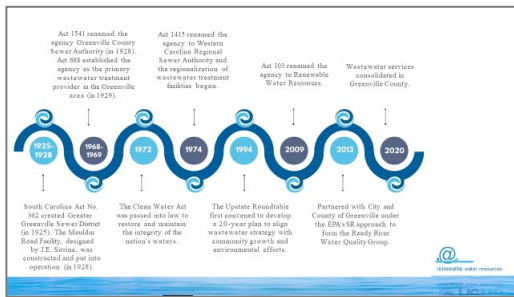 Act 1541 renamed the
agency Greenville County
Sewer Authority (in 1928).
Act 688 established the
agency as the primary
wastewater treatment
provider in the Greenville
area (in 1929).
Act 1415 renamed the
agency to Western
Carolina Regional
Sewer Authority and
the regionalization of
wastewater treatment
facilities began.
Act 103 renamed the
agency to Renewable
Water Resources.
Wastewater services
consolidated in
Greenville County.
1925-
1928
1968-
1969
1972
1974
1994
2009
2013
2020
South Carolina Act No.
362 created Greater
Greenville Sewer District
(in 1925). The Mauldin
Road Facility, designed
by J.E. Sirrine, was
constructed and put into
operation (in 1928).
The Clean Water Act
was passed into law to
restore and maintain
the integrity of the
nation's waters.
The Upstate Roundtable
first convened to develop
a 20-year plan to align
wastewater strategy with
community growth and
environmental efforts.
Partnered with City and
County of Greenville under
the EPA's 5R approach to
form the Reedy River
Water Quality Group.
renewable water resources